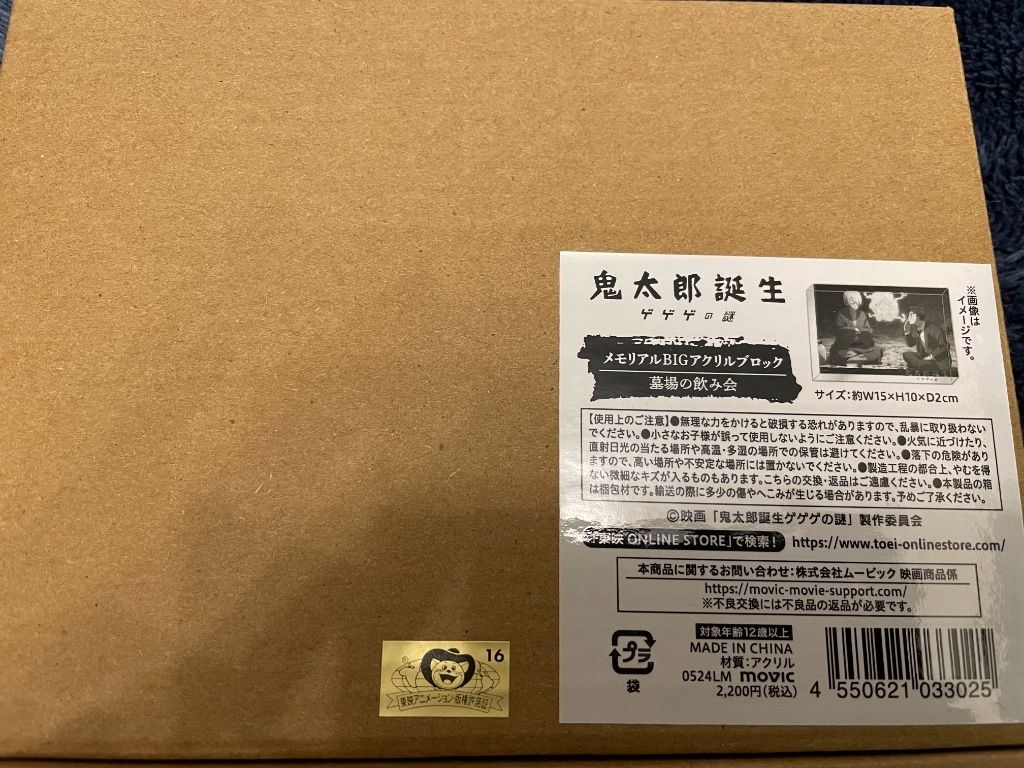 鬼太郎誕生
ゲゲゲの謎
メモリアルBIGアクリルブロック
墓場の飲み会
※画像は
イメージです。
サイズ:約W15×H10×D2cm
【使用上のご注意】●無理な力をかけると破損する恐れがありますので、乱暴に取り扱わない
でください。●小さなお子様が誤って使用しないようにご注意ください。●火気に近づけたり、
直射日光の当たる場所や高温・多湿の場所での保管は避けてください。●落下の危険があり
ますので、高い場所や不安定な場所には置かないでください。●製造工程の都合上、やむを得
ない微細なキズが入るものもあります。こちらの交換・返品はご遠慮ください。●本製品の箱
は梱包材です。輸送の際に多少の傷やへこみが生じる場合があります。予めご了承ください。
©映画「鬼太郎誕生ゲゲゲの謎」製作委員会
「東映 ONLINE STORE」で検索! https://www.toei-onlinestore.com/
本商品に関するお問い合わせ:株式会社ムービック 映画商品係
https://movic-movie-support.com/
※不良交換には不良品の返品が必要です。
プラ
袋
対象年齢12歳以上
MADE IN CHINA
材質:アクリル
0524LM movic
2,200円(税込)
4 550621 033025
16
東映アニメーション・版権許諾証